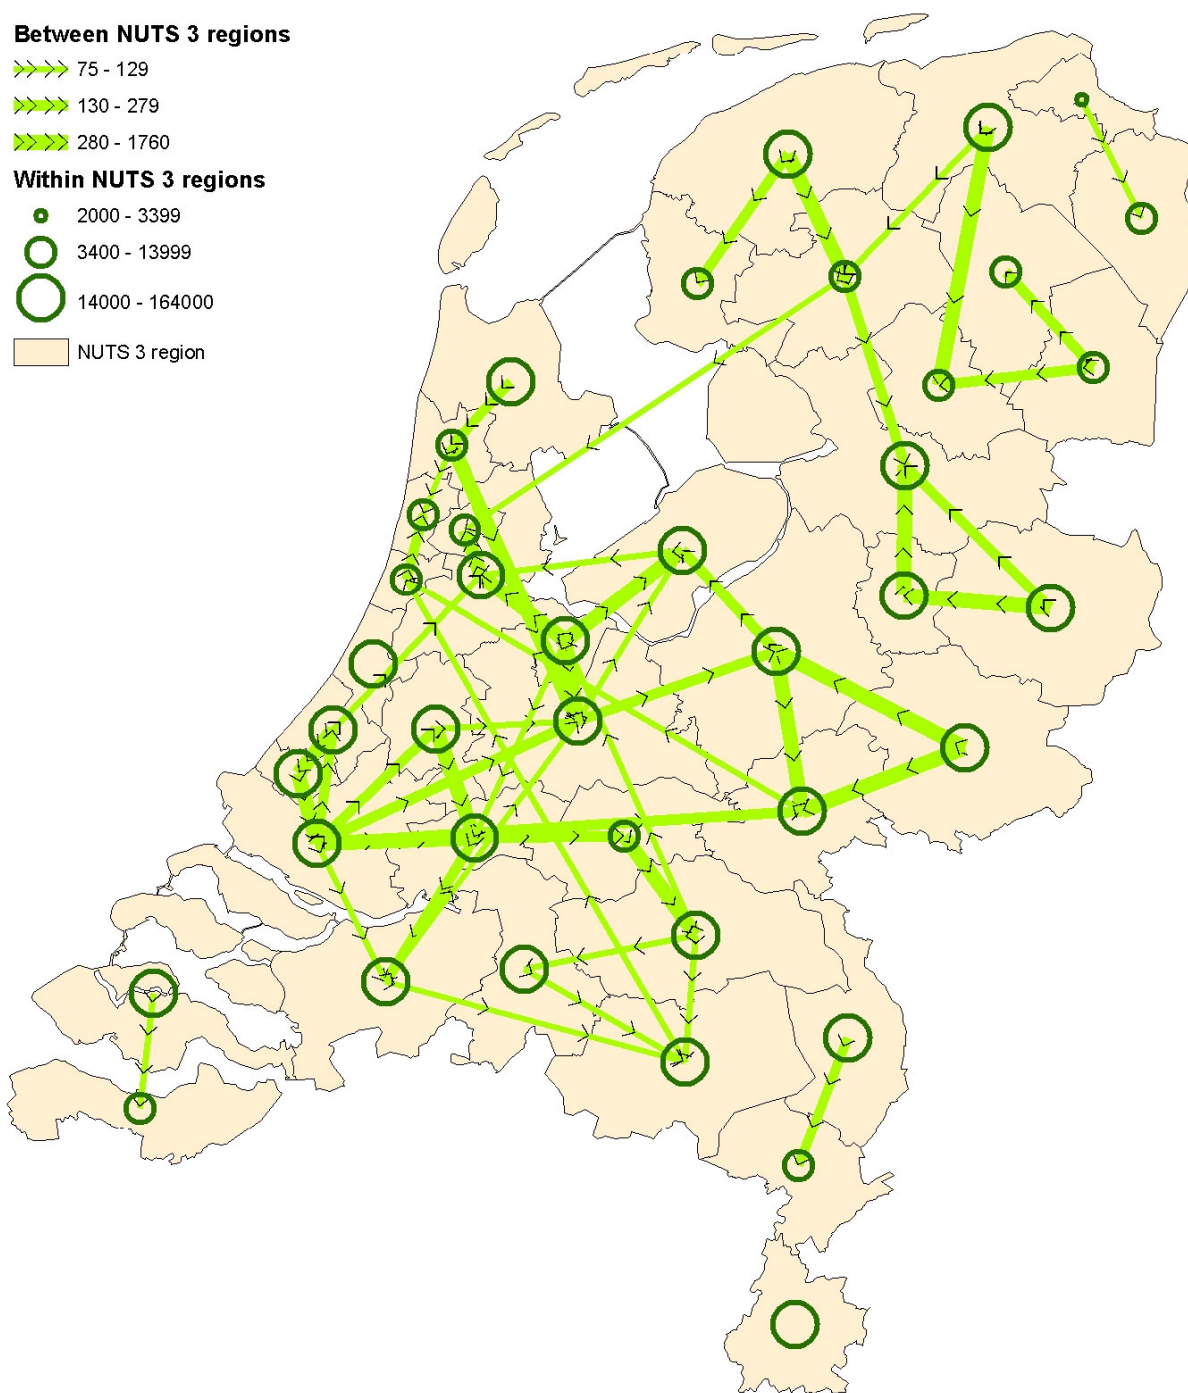 Between NUTS 3 regions
75 - 129
130 - 279
280 - 1760
Within NUTS 3 regions
2000 - 3399
3400 - 13999
14000 - 164000
NUTS 3 region